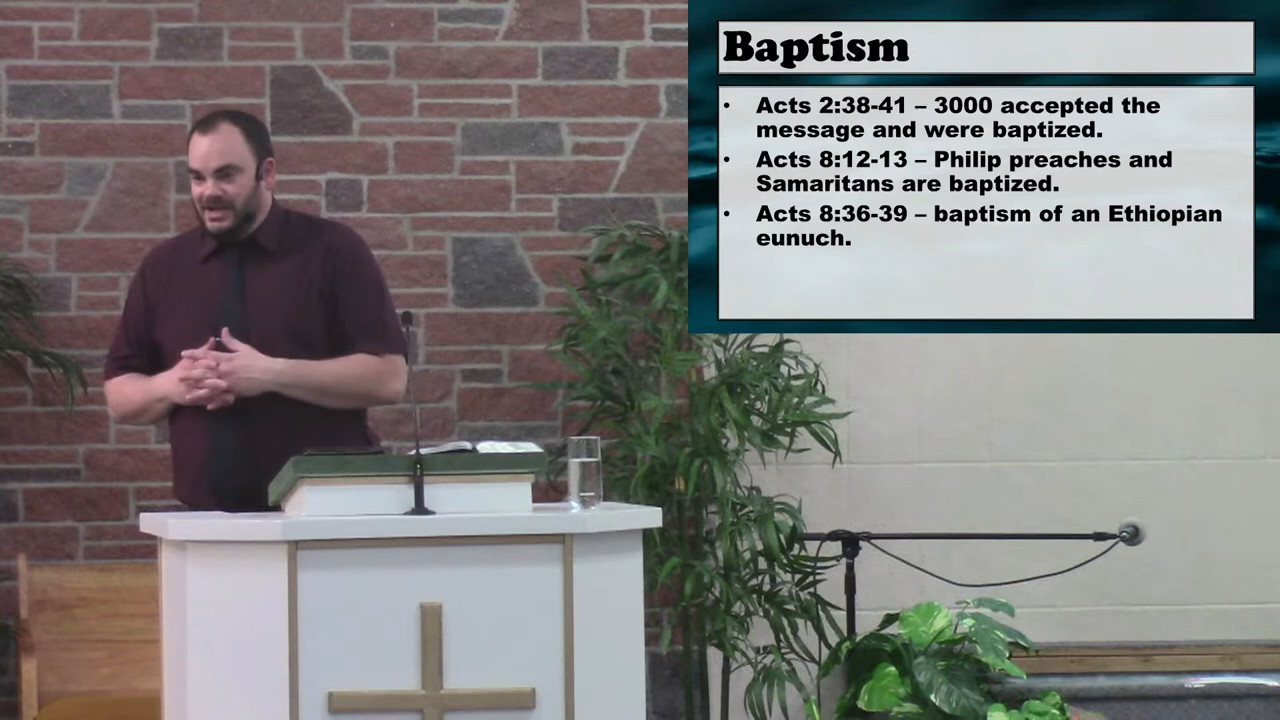 Baptism
• Acts 2:38-41 – 3000 accepted the
message and were baptized.
• Acts 8:12-13 – Philip preaches and
Samaritans are baptized.
• Acts 8:36-39 – baptism of an Ethiopian
eunuch.